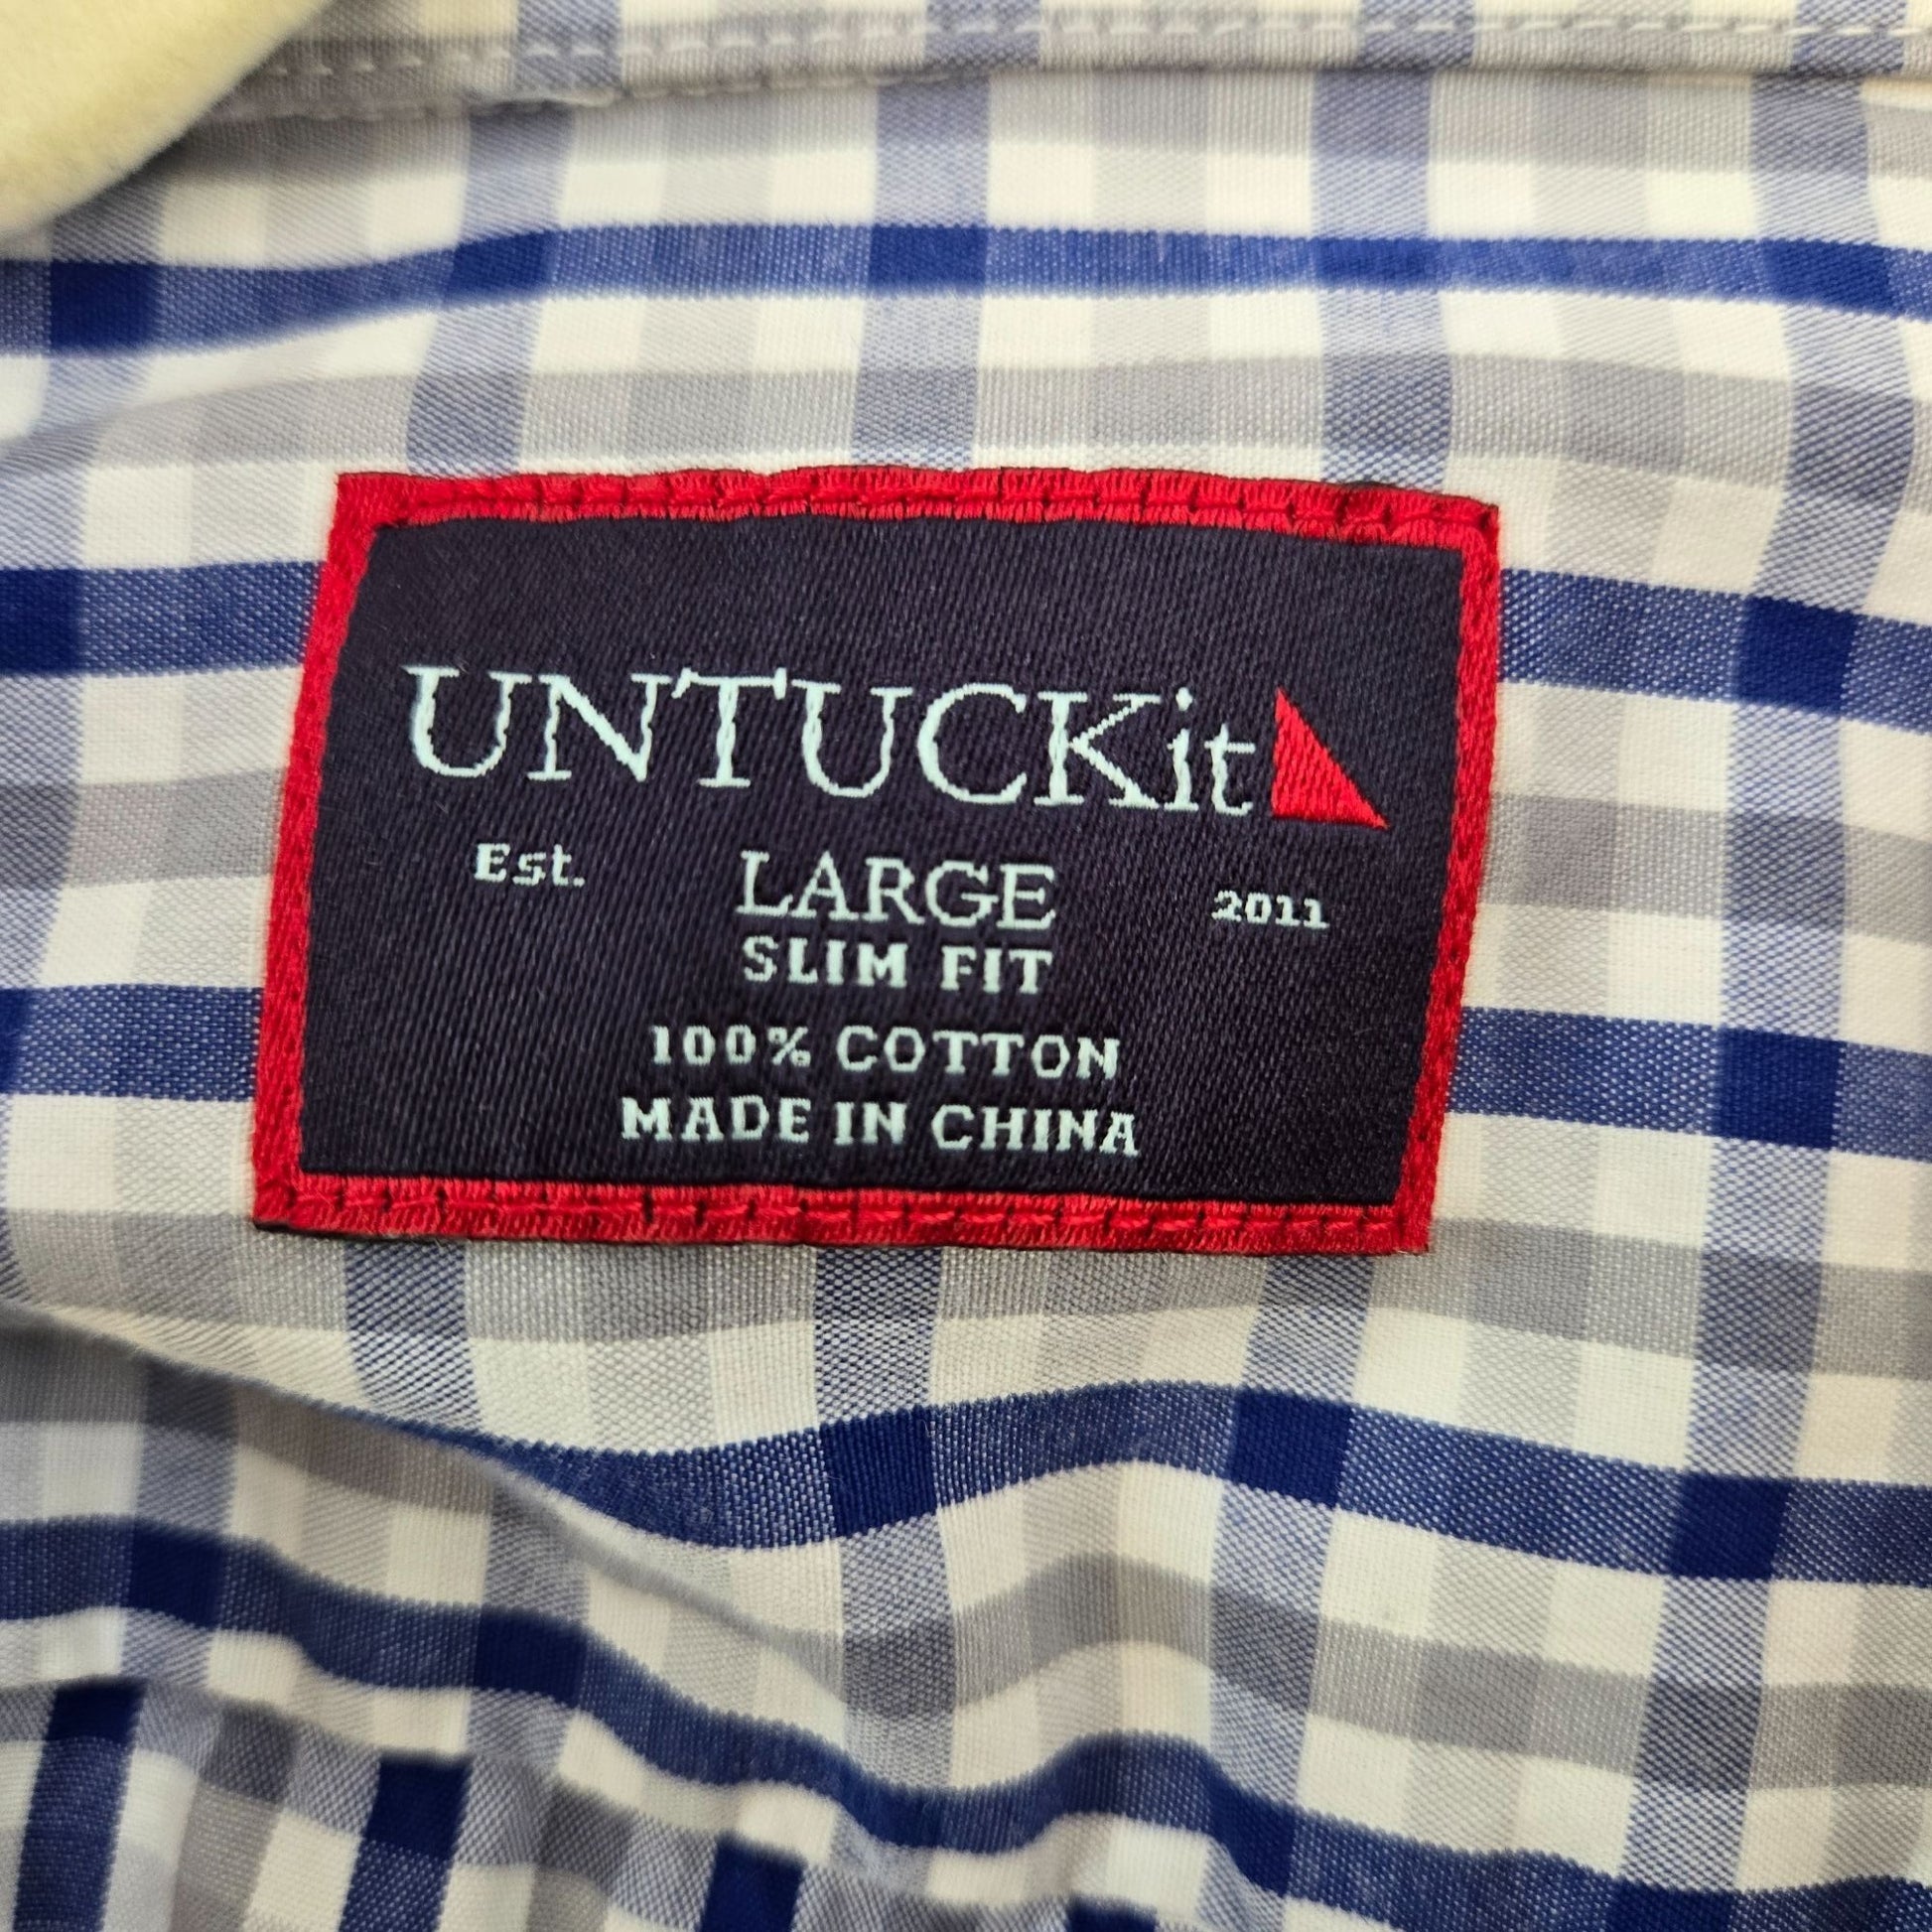 UNTUCKit
Est. LARGE 2011
SLIM FIT
100% COTTON
MADE IN CHINA